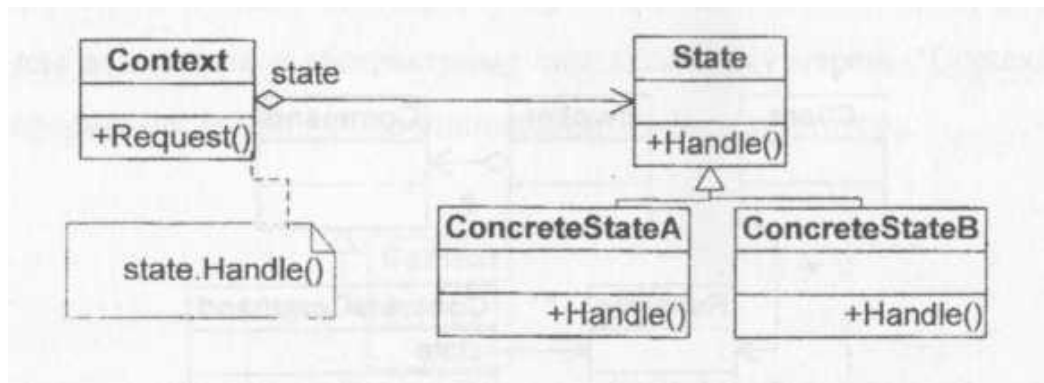 Context
state
State
+Request()
+Handle()
state.Handle()
ConcreteStateA
ConcreteStateB
+Handle()
+Handle()